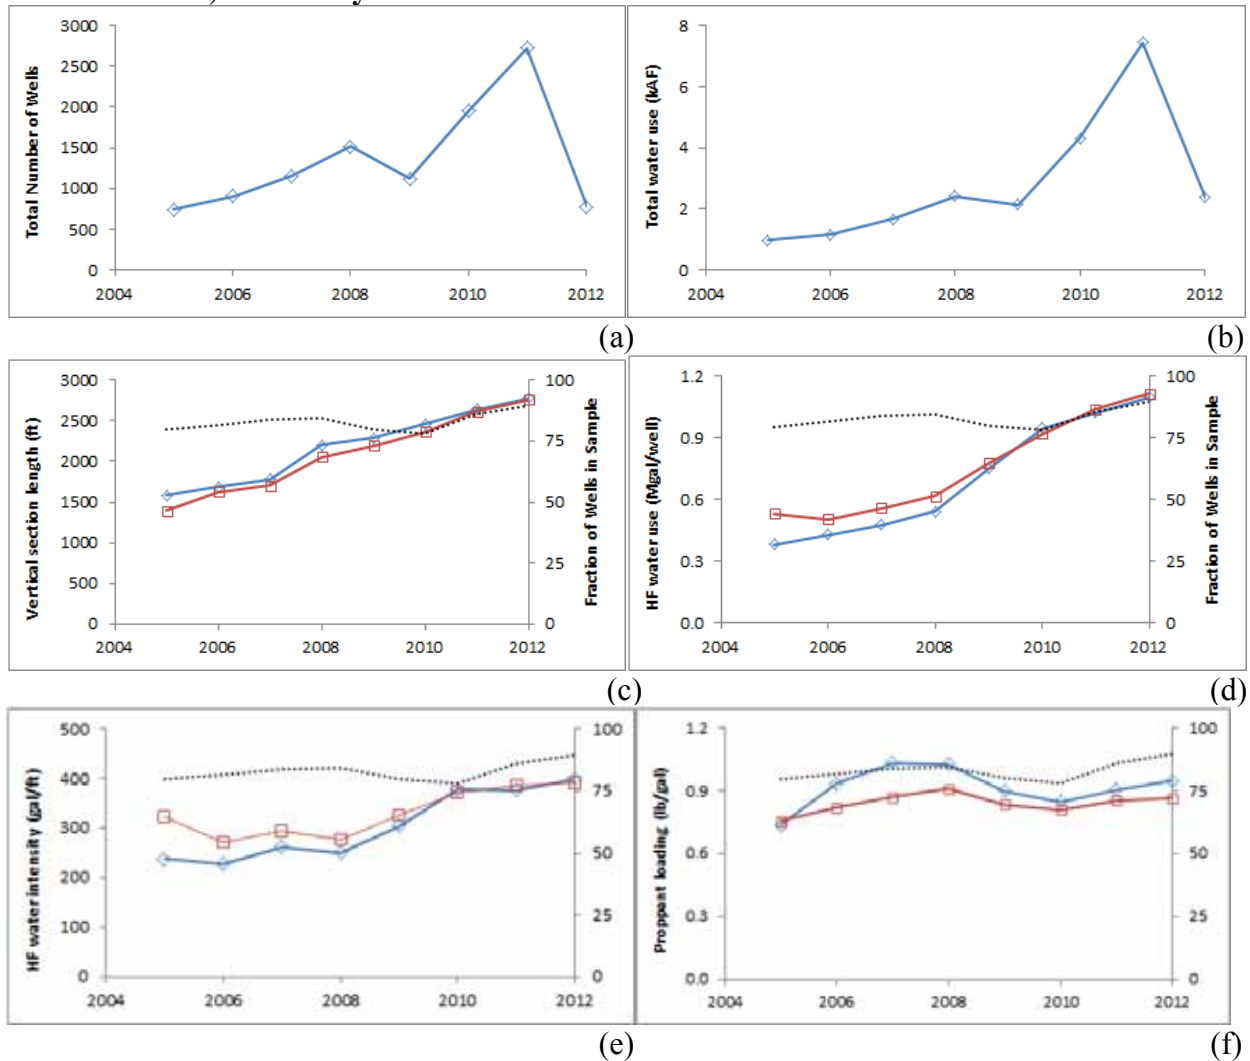 3000
2500
2000
1500
1000
500
0
Total Number of Wells
2004 2006 2008 2010 2012
(a)
8
6
4
2
0
Total water use (kAF)
2004 2006 2008 2010 2012
(b)
3000
2500
2000
1500
1000
500
0
Vertical section length (ft)
100
75
50
25
0
Fraction of Wells in Sample
2004 2006 2008 2010 2012
(c)
1.2
0.9
0.6
0.3
0.0
HF water use (Mgal/well)
100
75
50
25
0
Fraction of Wells in Sample
2004 2006 2008 2010 2012
(d)
500
400
300
200
100
0
HF water intensity (gal/ft)
100
75
50
25
0
2004 2006 2008 2010 2012
(e)
1.2
0.9
0.6
0.3
0.0
Proppant loading (lb/gal)
100
75
50
25
0
2004 2006 2008 2010 2012
(f)